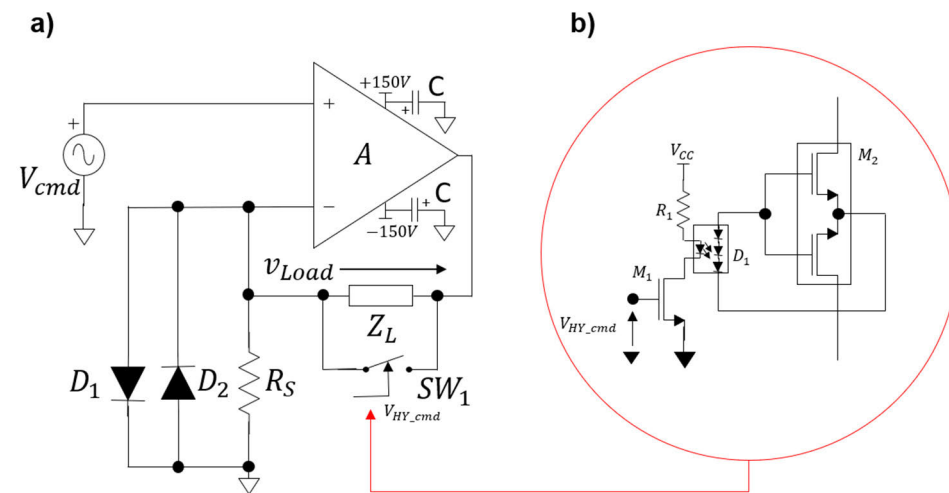 a)
b)
+150V
C
+
+
+
A
V_cmd
−
C
+
−150V
v_Load
Z_L
D_1
D_2
R_S
SW_1
V_HY_cmd
V_CC
R_1
D_1
M_1
M_2
V_HY_cmd